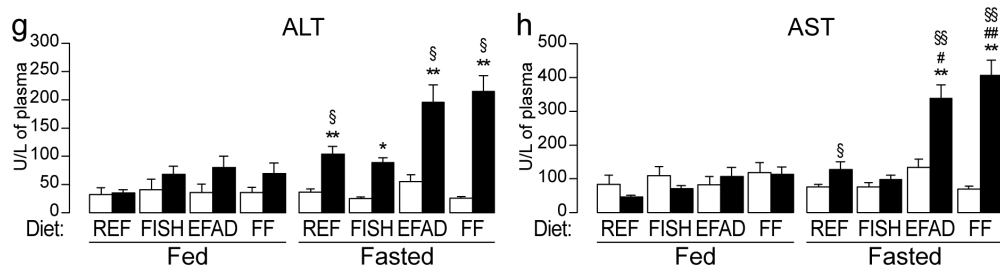 g
ALT
U/L of plasma
300
250
200
150
100
50
0
§
**
*
§
**
§
**
Diet: REF FISH EFAD FF REF FISH EFAD FF
Fed Fasted
h
AST
U/L of plasma
500
400
300
200
100
0
§
§§
#
**
§§
##
**
Diet: REF FISH EFAD FF REF FISH EFAD FF
Fed Fasted